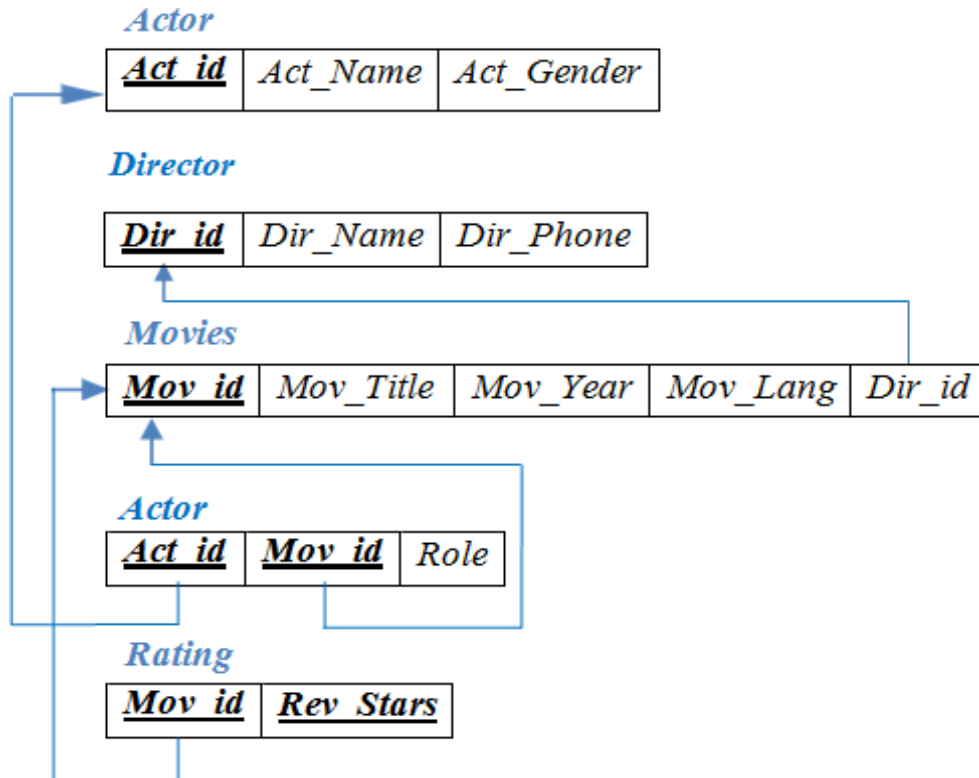 Actor
Act_id Act_Name Act_Gender
Director
Dir_id Dir_Name Dir_Phone
Movies
Mov_id Mov_Title Mov_Year Mov_Lang Dir_id
Actor
Act_id Mov_id Role
Rating
Mov_id Rev_Stars